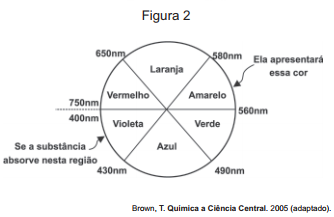 Figura 2
650nm
580nm
Ela apresentará
essa cor
Laranja
Vermelho
Amarelo
750nm
400nm
560nm
Violeta
Verde
Se a substância
absorve nesta região
Azul
430nm
490nm
Brown, T. Química a Ciência Central. 2005 (adaptado).